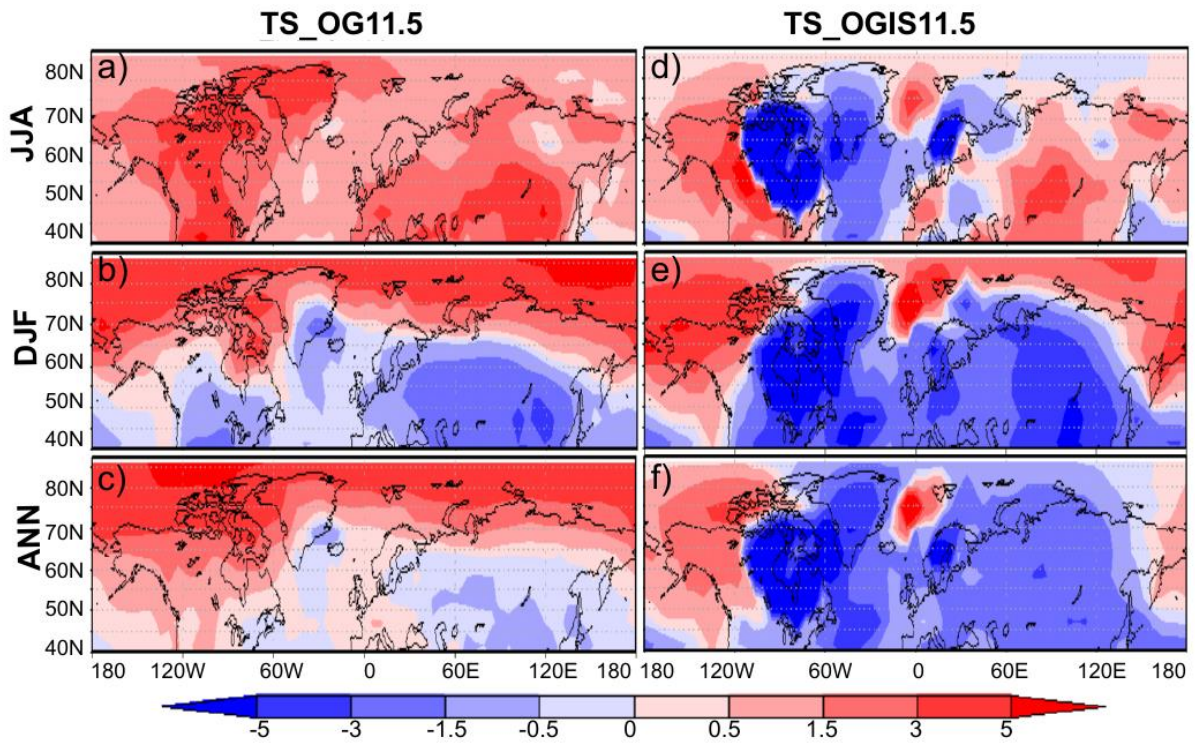 TS_OG11.5 TS_OGIS11.5
JJA
a) d)
80N
70N
60N
50N
40N
DJF
b) e)
80N
70N
60N
50N
40N
ANN
c) f)
80N
70N
60N
50N
40N
180 120W 60W 0 60E 120E 180 180 120W 60W 0 60E 120E 180
-5 -3 -1.5 -0.5 0 0.5 1.5 3 5